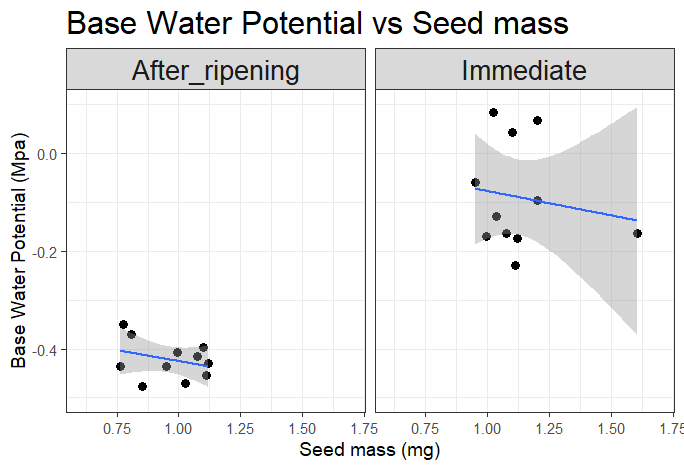 Base Water Potential vs Seed mass
After_ripening
Immediate
Base Water Potential (Mpa)
0.0
-0.2
-0.4
0.75 1.00 1.25 1.50 1.75
0.75 1.00 1.25 1.50 1.75
Seed mass (mg)